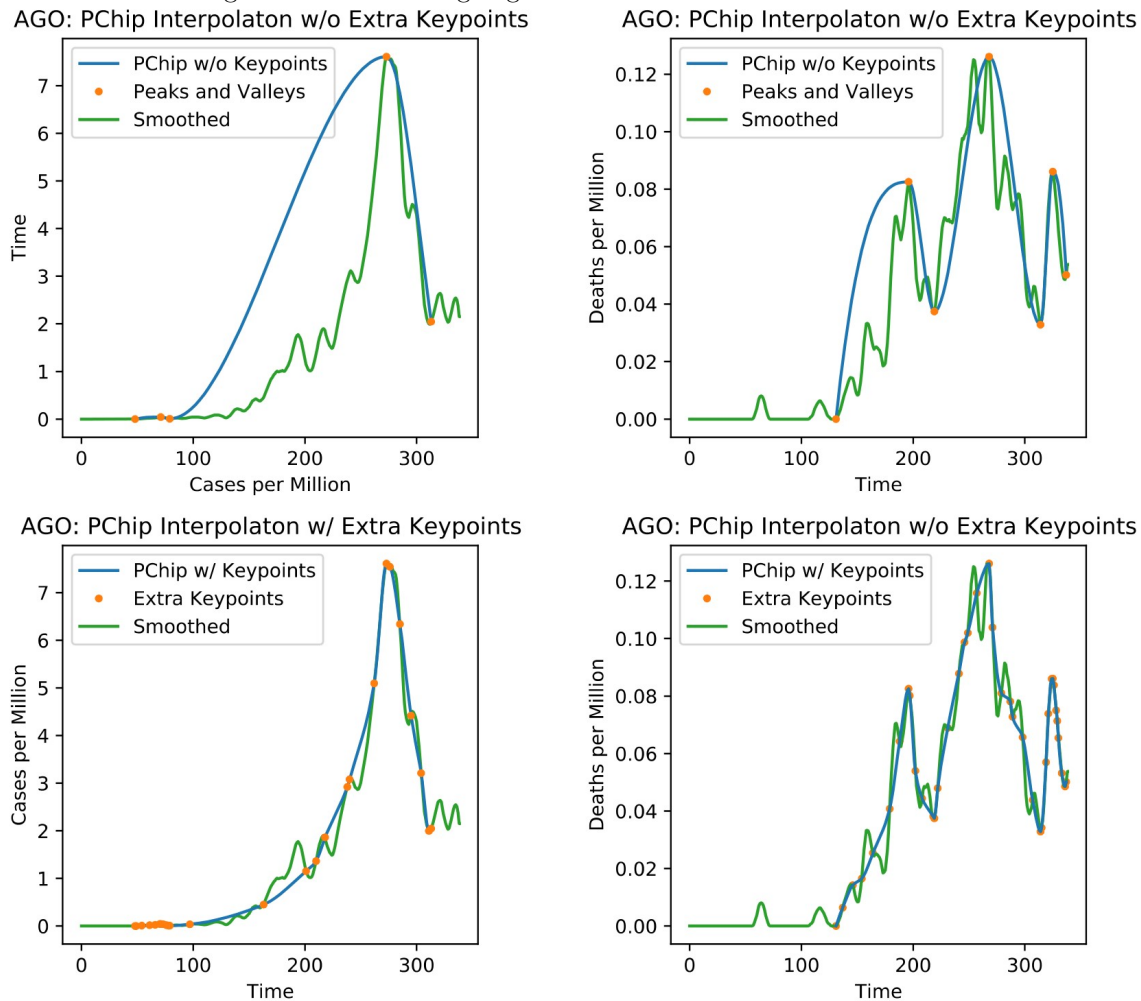 AGO: PChip Interpolaton w/o Extra Keypoints
PChip w/o Keypoints
Peaks and Valleys
Smoothed
Time
7
6
5
4
3
2
1
0
0 100 200 300
Cases per Million
AGO: PChip Interpolaton w/o Extra Keypoints
PChip w/o Keypoints
Peaks and Valleys
Smoothed
Deaths per Million
0.12
0.10
0.08
0.06
0.04
0.02
0.00
0 100 200 300
Time
AGO: PChip Interpolaton w/ Extra Keypoints
PChip w/ Keypoints
Extra Keypoints
Smoothed
Cases per Million
7
6
5
4
3
2
1
0
0 100 200 300
Time
AGO: PChip Interpolaton w/o Extra Keypoints
PChip w/ Keypoints
Extra Keypoints
Smoothed
Deaths per Million
0.12
0.10
0.08
0.06
0.04
0.02
0.00
0 100 200 300
Time